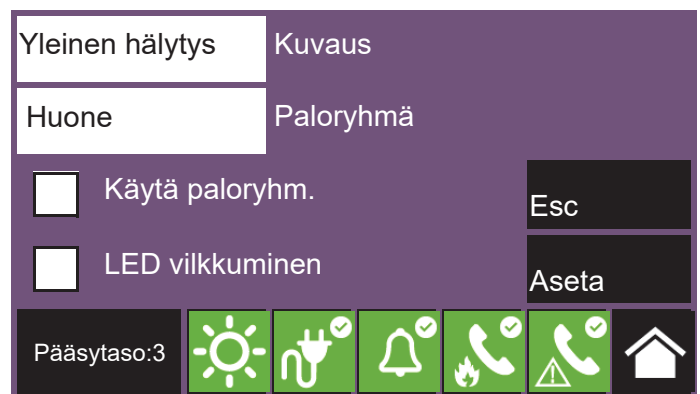 Yleinen hälytys Kuvaus
Huone Paloryhmä
Käytä paloryhm.
Esc
LED vilkkuminen
Aseta
Pääsytaso:3